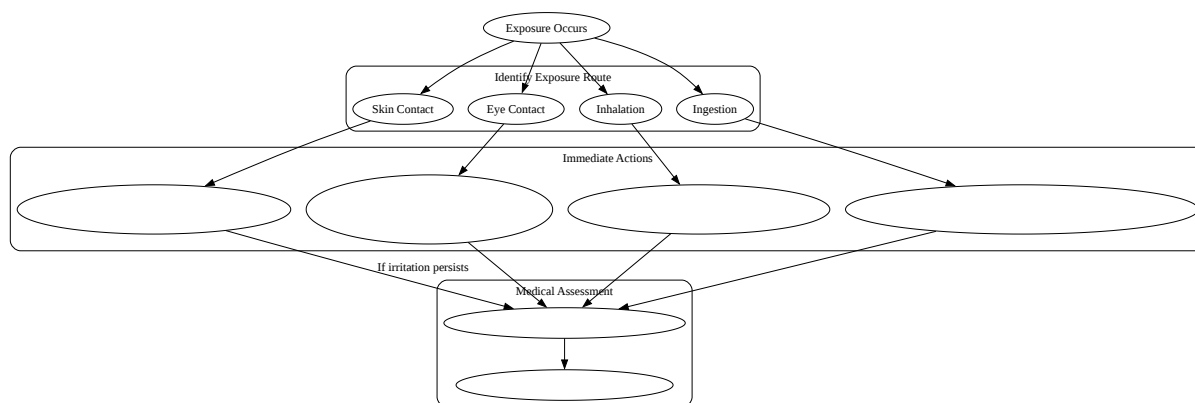 Exposure Occurs
Identify Exposure Route
Skin Contact
Eye Contact
Inhalation
Ingestion
Immediate Actions
If irritation persists
Medical Assessment